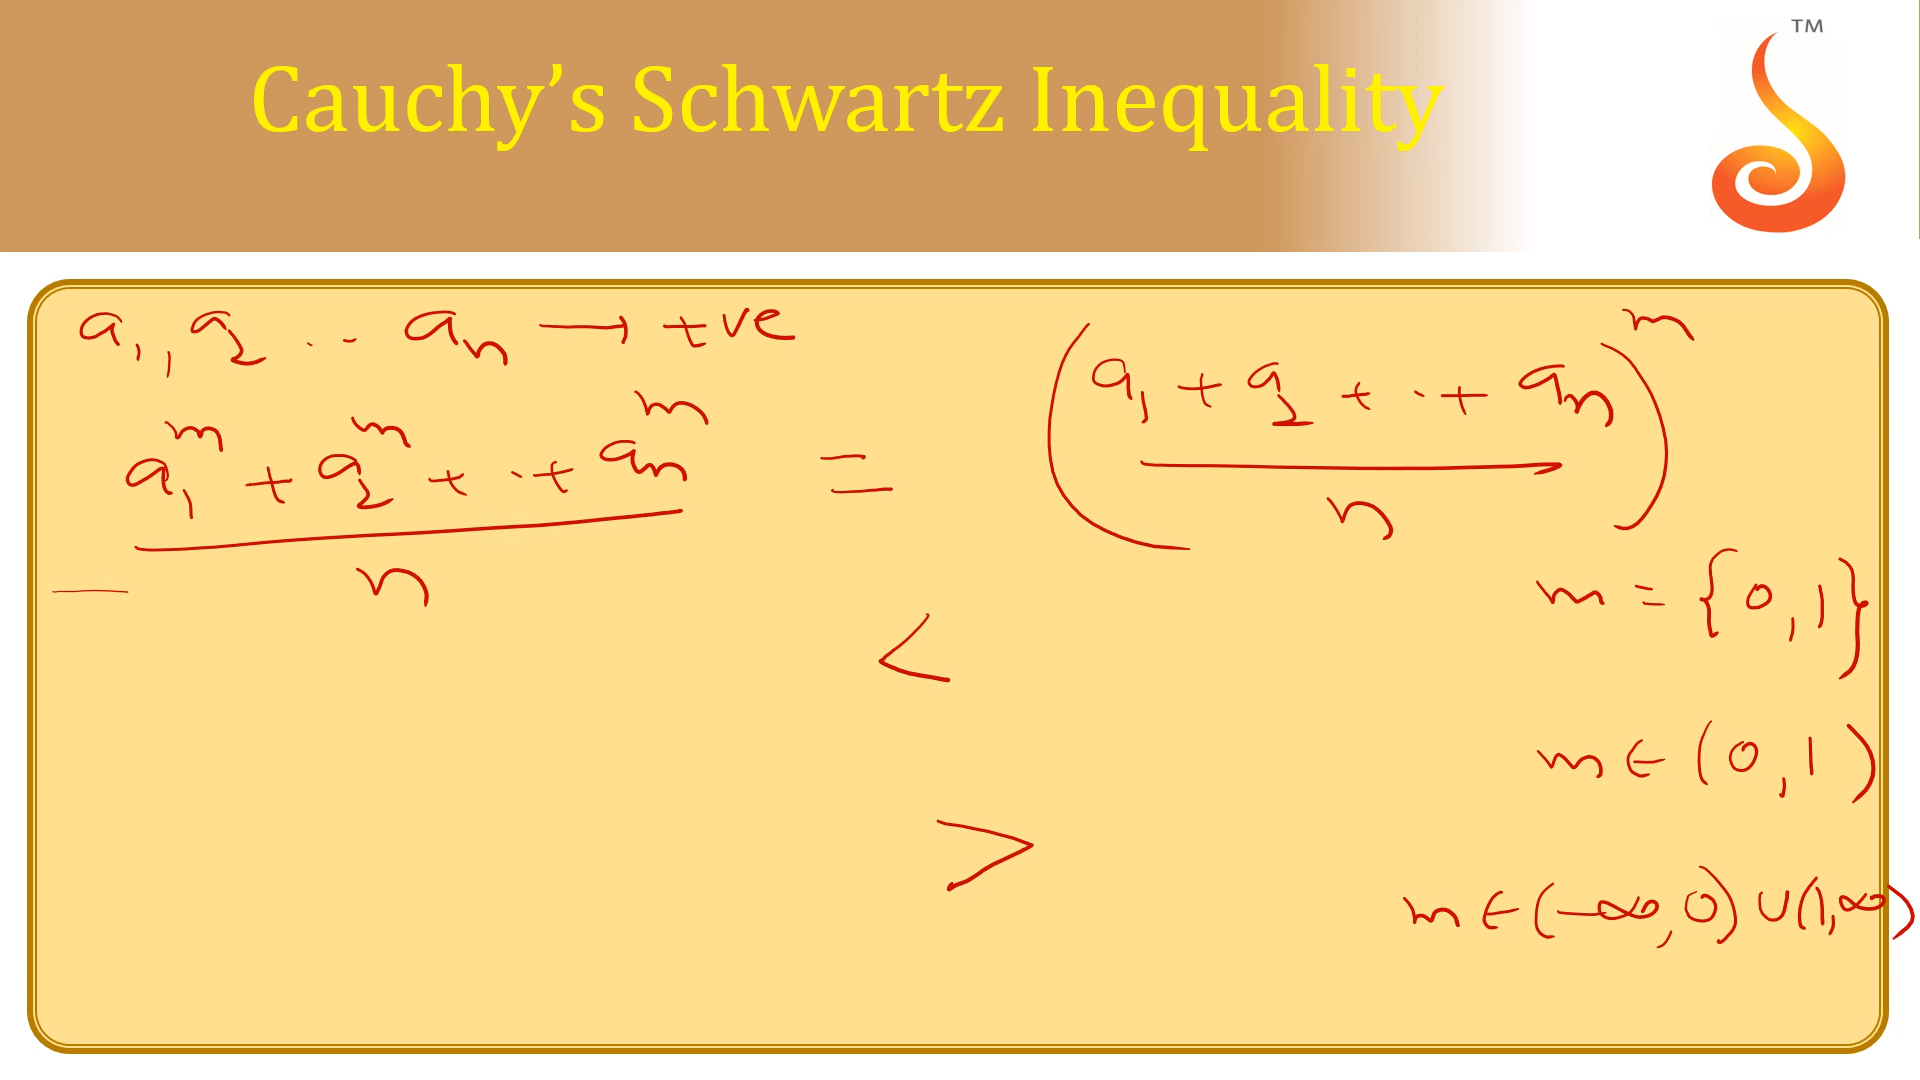 Cauchy’s Schwartz Inequality
TM
a₁, a₂ .. aₙ → +ve
(a₁ᵐ + a₂ᵐ + .. + aₙᵐ)/n = ((a₁ + a₂ + .. + aₙ)/n)ᵐ
m = {0, 1}
< m ∈ (0, 1)
> m ∈ (-∞, 0) ∪ (1, ∞)